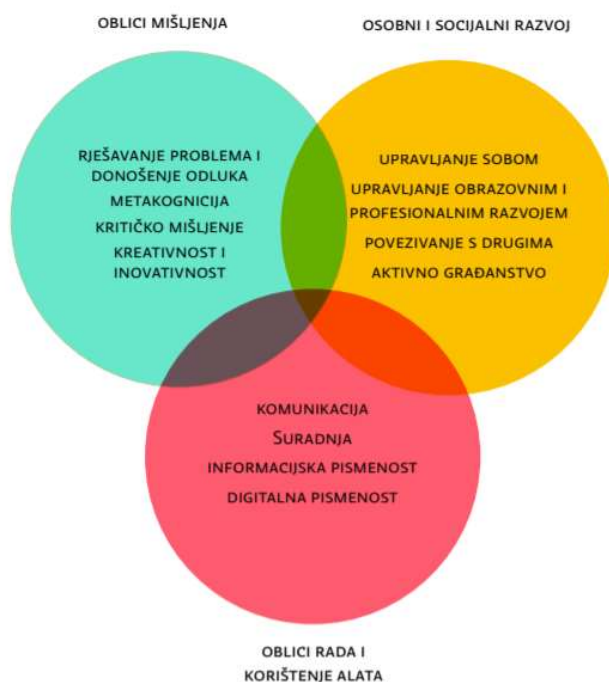 OBLICI MIŠLJENJA
OSOBNI I SOCIJALNI RAZVOJ
RJEŠAVANJE PROBLEMA I
DONOŠENJE ODLUKA
METAKOGNICIJA
KRITIČKO MIŠLJENJE
KREATIVNOST I
INOVATIVNOST
UPRAVLJANJE SOBOM
UPRAVLJANJE OBRAZOVNIM I
PROFESIONALNIM RAZVOJEM
POVEZIVANJE S DRUGIMA
AKTIVNO GRAĐANSTVO
KOMUNIKACIJA
SURADNJA
INFORMACIJSKA PISMENOST
DIGITALNA PISMENOST
OBLICI RADA I
KORIŠTENJE ALATA